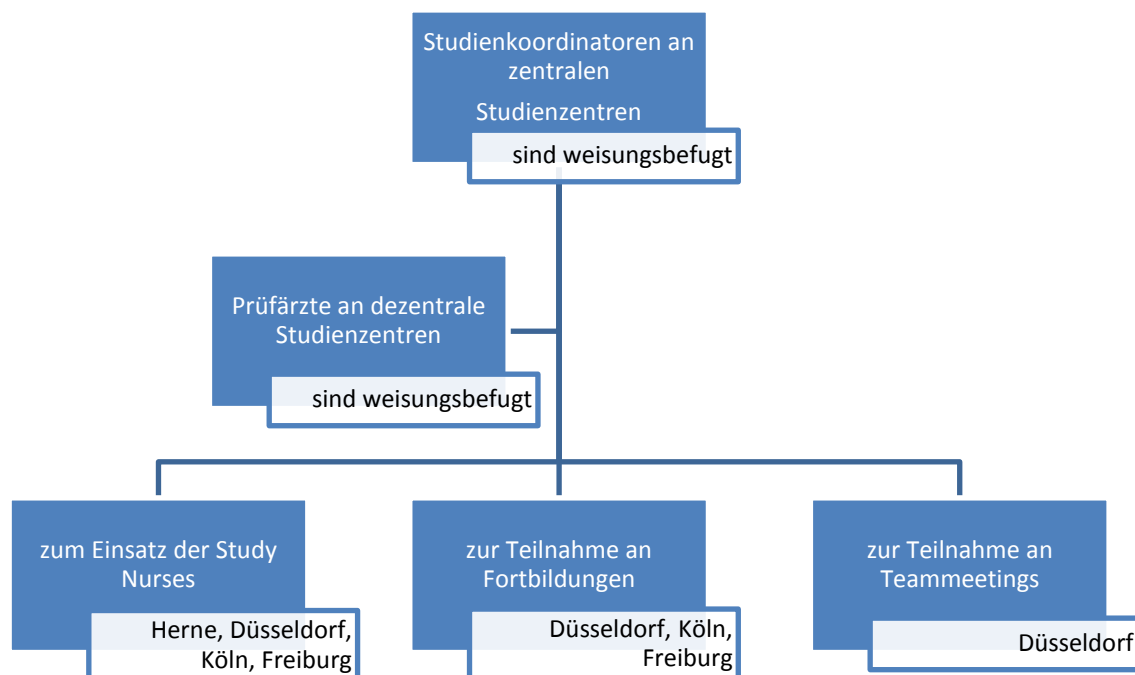 Studienkoordinatoren an
zentralen
Studienzentren
sind weisungsbefugt
Prüfärzte an dezentrale
Studienzentren
sind weisungsbefugt
zum Einsatz der Study
Nurses
Herne, Düsseldorf,
Köln, Freiburg
zur Teilnahme an
Fortbildungen
Düsseldorf, Köln,
Freiburg
zur Teilnahme an
Teammeetings
Düsseldorf